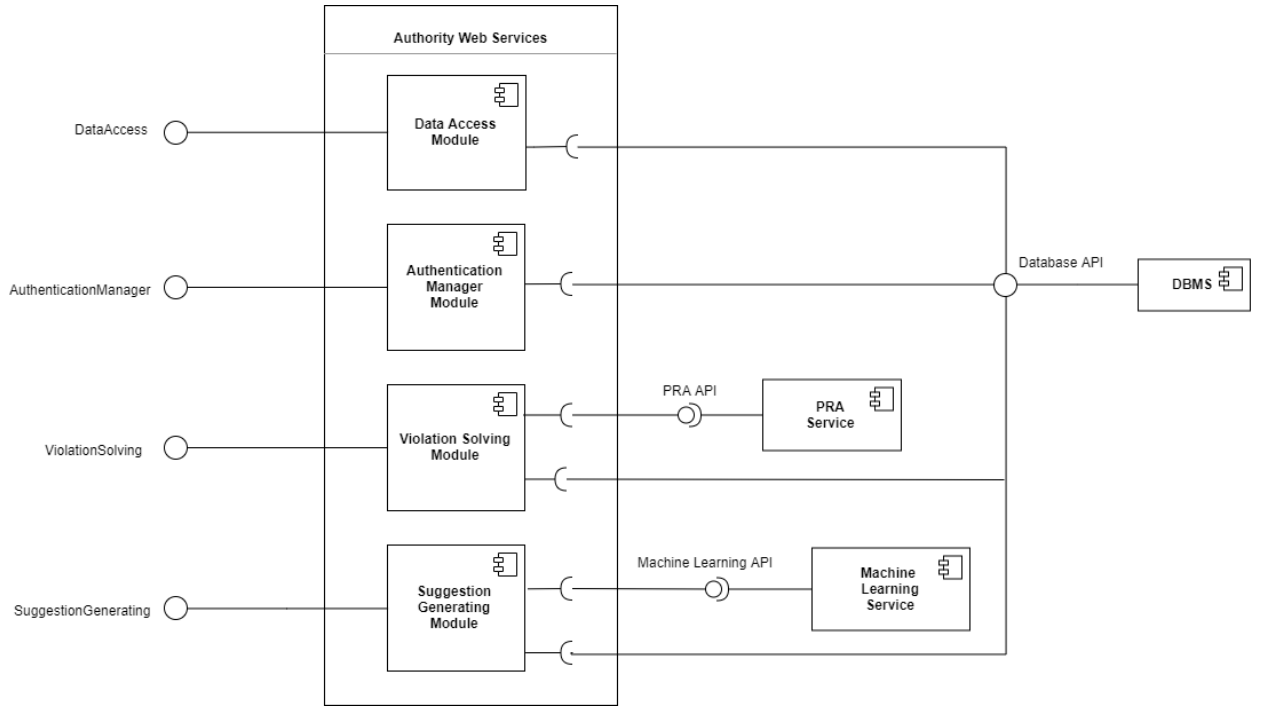 Authority Web Services
DataAccess
Data Access
Module
AuthenticationManager
Authentication
Manager
Module
Database API
DBMS
ViolationSolving
Violation Solving
Module
PRA API
PRA
Service
SuggestionGenerating
Suggestion
Generating
Module
Machine Learning API
Machine
Learning
Service